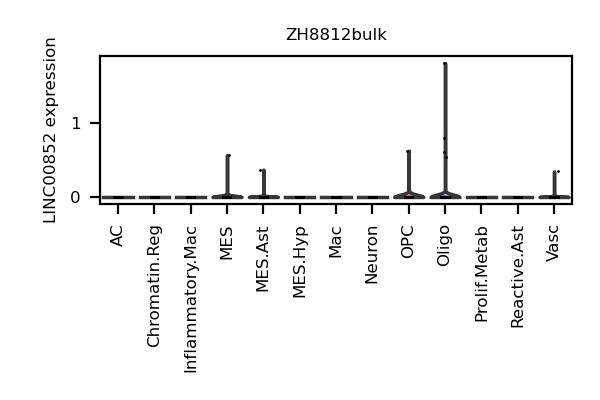 ZH8812bulk
LINC00852 expression
1
0
AC
Chromatin.Reg
Inflammatory.Mac
MES
MES.Ast
MES.Hyp
Mac
Neuron
OPC
Oligo
Prolif.Metab
Reactive.Ast
Vasc